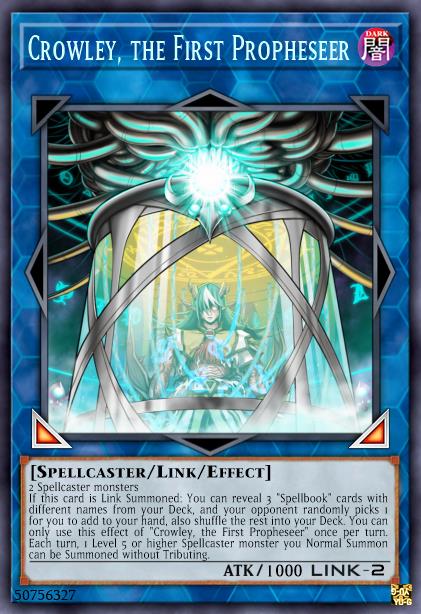 Crowley, the First Propheseer
DARK
闇
[Spellcaster/Link/Effect]
2 Spellcaster monsters
If this card is Link Summoned: You can reveal 3 "Spellbook" cards with
different names from your Deck, and your opponent randomly picks 1
for you to add to your hand, also shuffle the rest into your Deck. You can
only use this effect of "Crowley, the First Propheseer" once per turn.
Each turn, 1 Level 5 or higher Spellcaster monster you Normal Summon
can be Summoned without Tributing.
ATK/1000 LINK-2
50756327